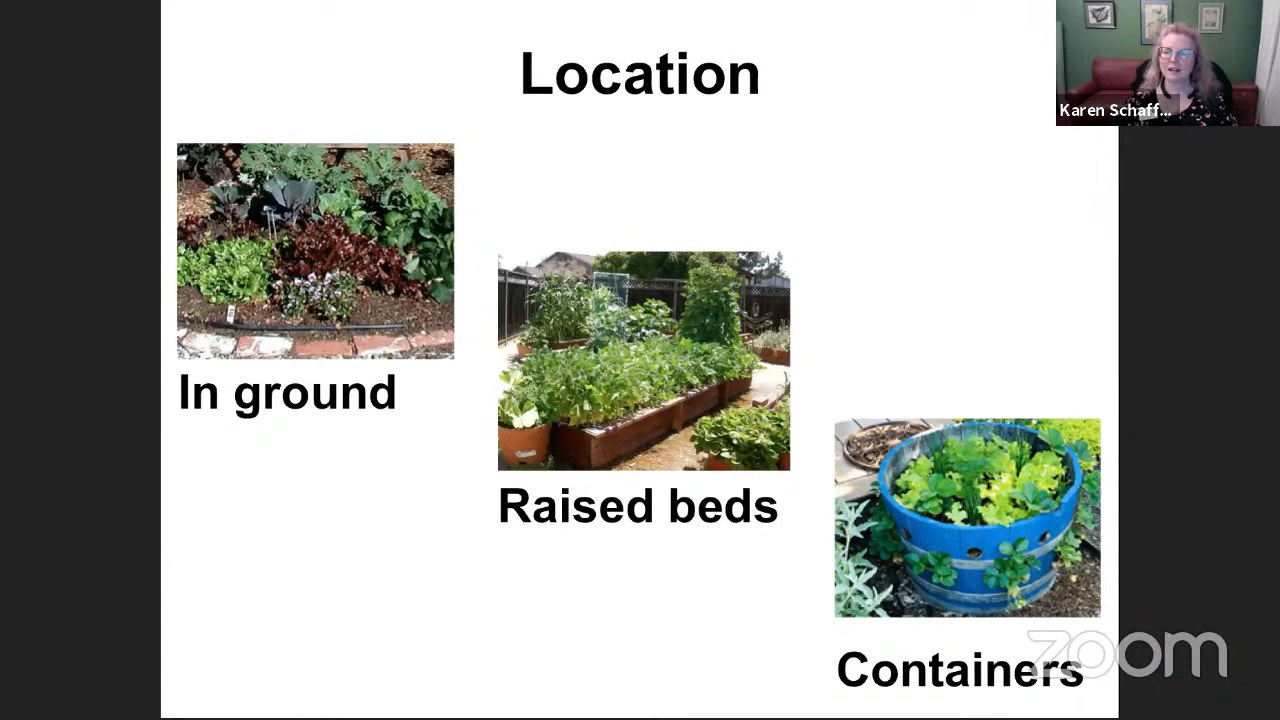 Location
Karen Schaff...
In ground
Raised beds
Containers
zoom